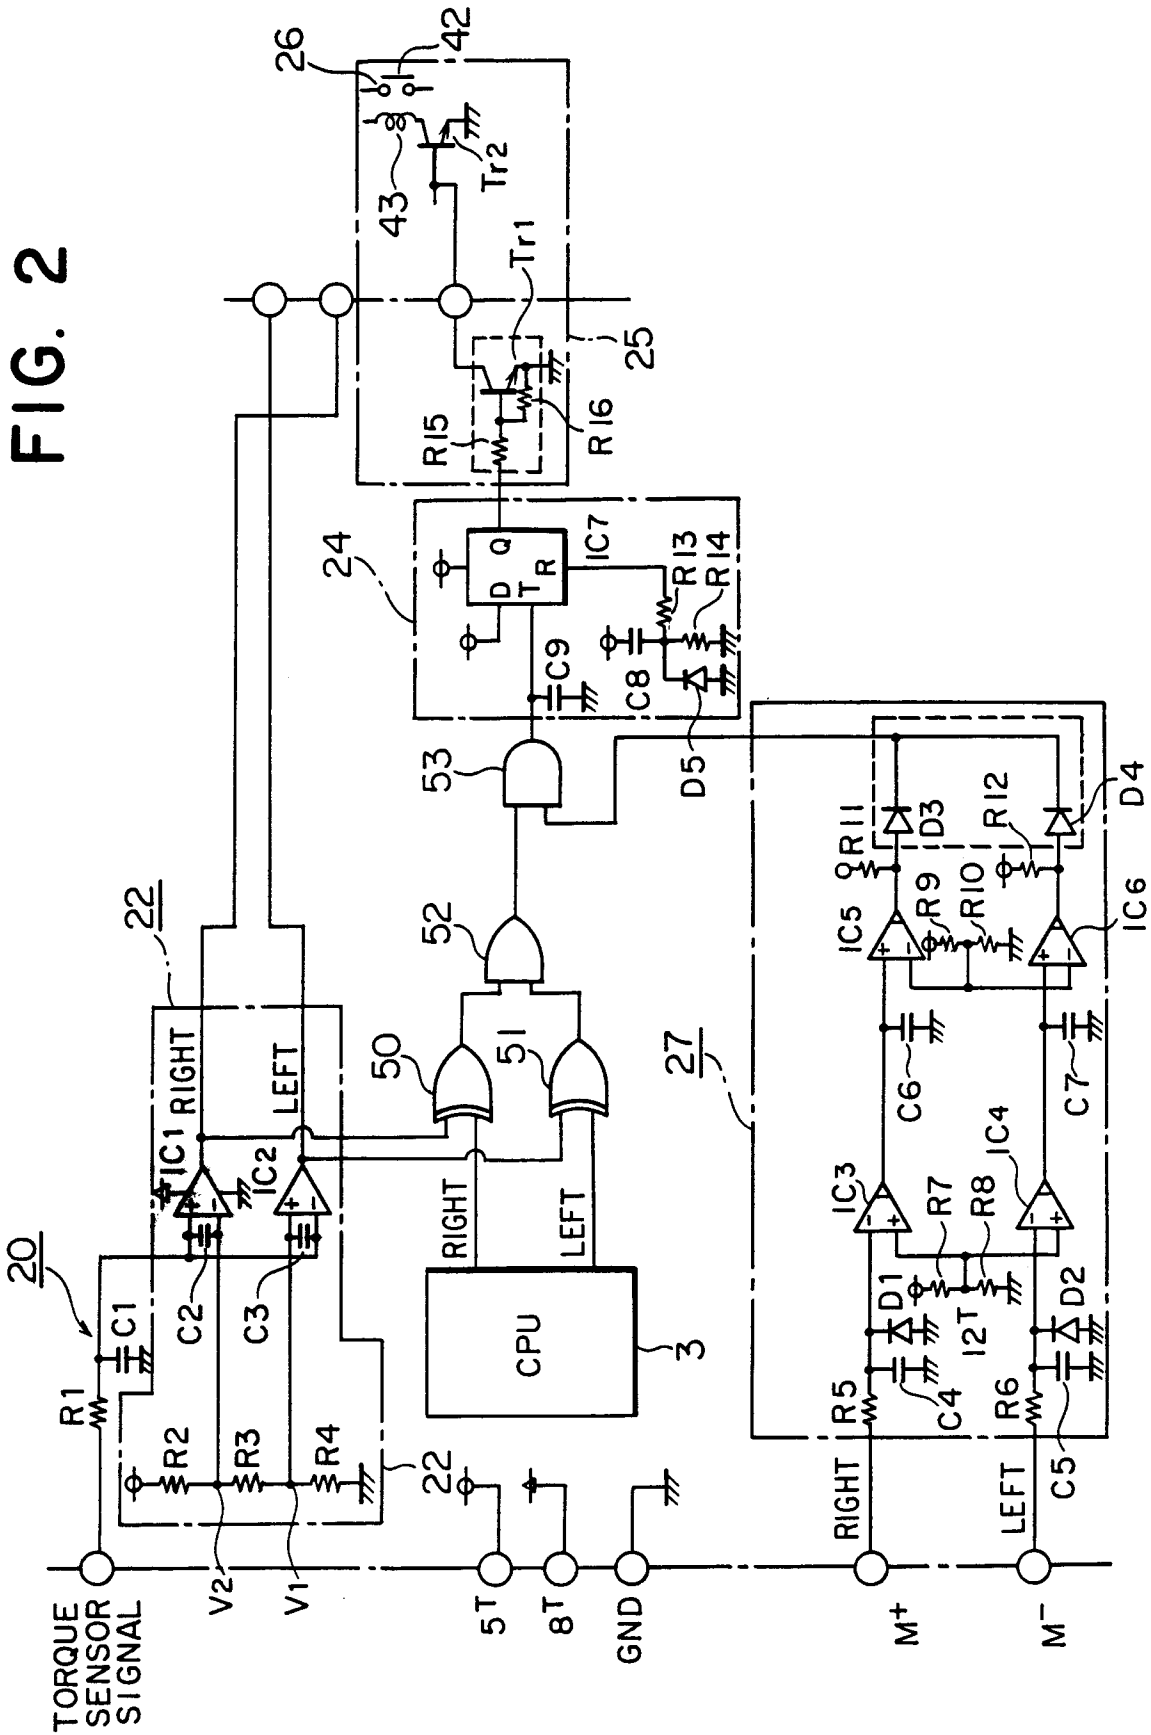 FIG. 2
TORQUE
SENSOR
SIGNAL
20
R1
C1
22
R2
R3
R4
V2
V1
22
C2
C3
IC1
IC2
RIGHT
LEFT
5T
8T
GND
CPU
3
RIGHT
LEFT
50
51
52
53
24
D
Q
T
R
IC7
C9
C8
R13
R14
D5
25
R15
R16
Tr1
Tr2
43
26
42
27
M+
M-
RIGHT
LEFT
R5
R6
C4
C5
D1
D2
12T
R7
R8
IC3
IC4
C6
C7
IC5
IC6
R9
R10
R11
R12
D3
D4
+
-
+
-
-
+
-
+
+
-
+
-